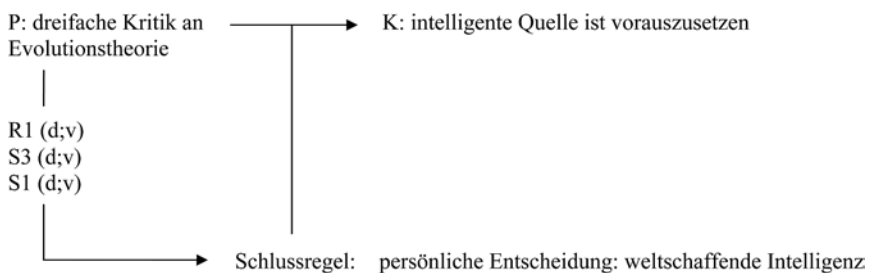 P: dreifache Kritik an
Evolutionstheorie
K: intelligente Quelle ist vorauszusetzen
R1 (d;v)
S3 (d;v)
S1 (d;v)
Schlussregel: persönliche Entscheidung: weltschaffende Intelligenz